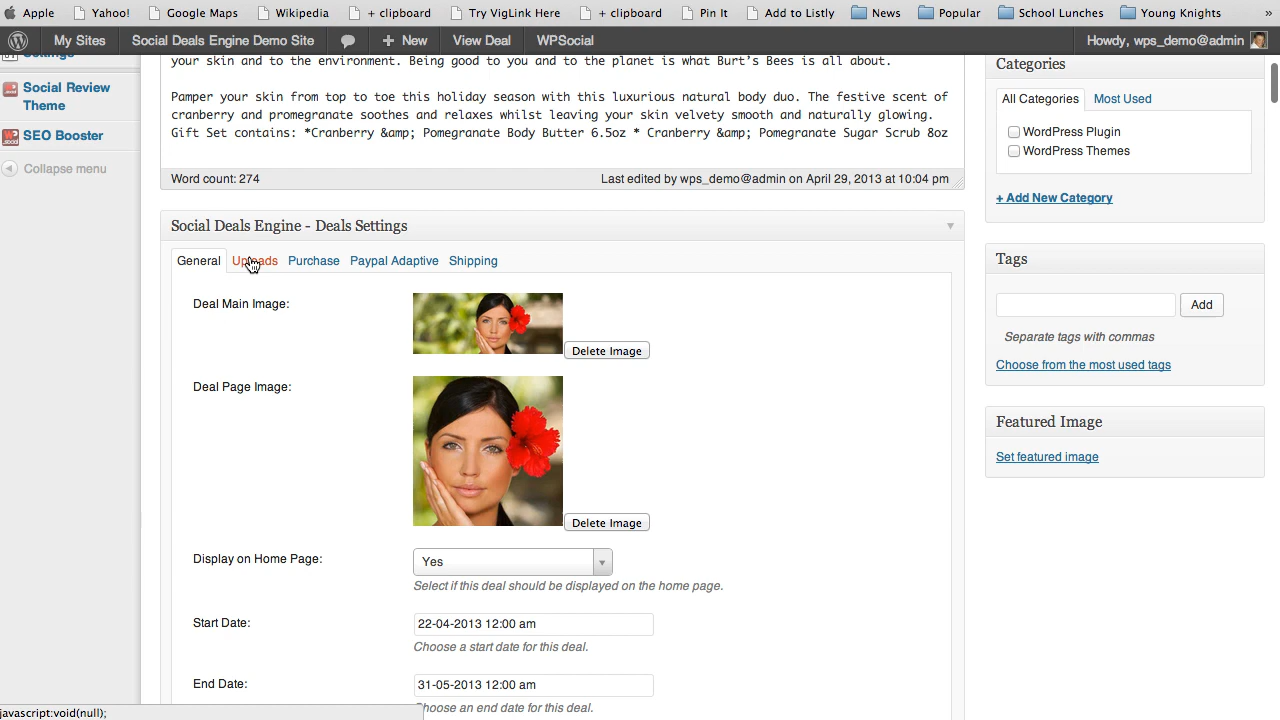 Apple Yahoo! Google Maps Wikipedia + clipboard Try VigLink Here + clipboard Pin It Add to Listly News Popular School Lunches Young Knights »
My Sites Social Deals Engine Demo Site + New View Deal WPSocial Howdy, wps_demo@admin
Settings
Social Review
Theme
SEO Booster
Collapse menu
your skin and to the environment. Being good to you and to the planet is what Burt's Bees is all about.
Pamper your skin from top to toe this holiday season with this luxurious natural body duo. The festive scent of
cranberry and promegranate soothes and relaxes whilst leaving your skin velvety smooth and naturally glowing.
Gift Set contains: *Cranberry &amp; Pomegranate Body Butter 6.5oz * Cranberry &amp; Pomegranate Sugar Scrub 8oz
Word count: 274 Last edited by wps_demo@admin on April 29, 2013 at 10:04 pm
Social Deals Engine - Deals Settings
General Uploads Purchase Paypal Adaptive Shipping
Deal Main Image:
Delete Image
Deal Page Image:
Delete Image
Display on Home Page: Yes
Select if this deal should be displayed on the home page.
Start Date: 22-04-2013 12:00 am
Choose a start date for this deal.
End Date: 31-05-2013 12:00 am
Choose an end date for this deal.
javascript:void(null);
Categories
All Categories Most Used
WordPress Plugin
WordPress Themes
+ Add New Category
Tags
Add
Separate tags with commas
Choose from the most used tags
Featured Image
Set featured image